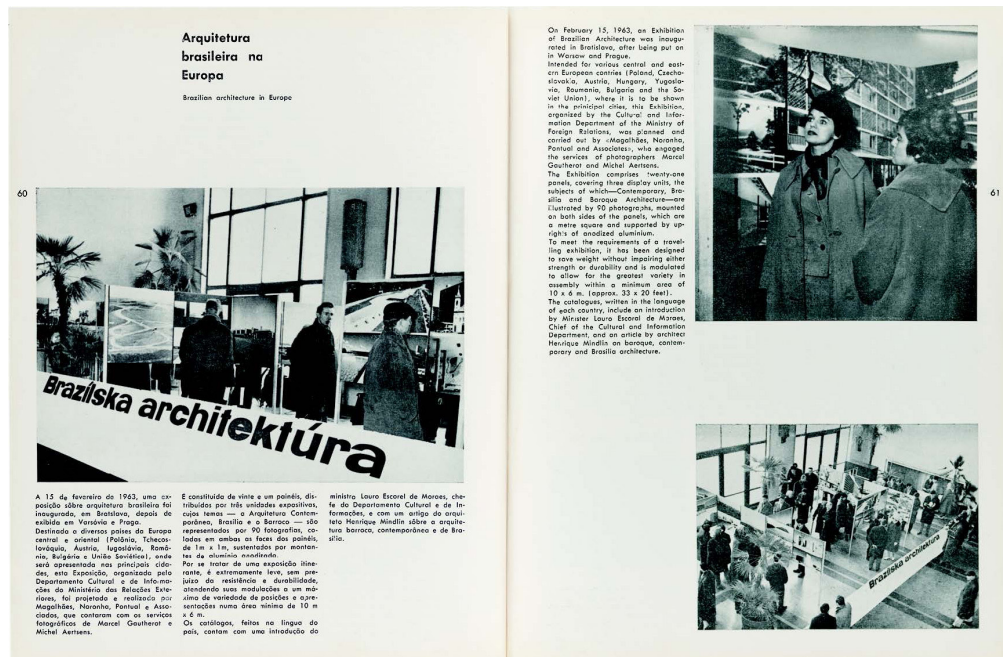 Arquitetura
brasileira na
Europa
Brazilian architecture in Europe
60
Brazílska architektúra
A 15 de fevereiro de 1963, uma ex-
posição sôbre arquitetura brasileira foi
inaugurada, em Bratslava, depois de
exibida em Varsóvia e Praga.
Destinada a diversos países da Europa
central e oriental (Polônia, Tchecos-
lováquia, Áustria, Iugoslávia, Romê-
nia, Bulgária e União Soviética), onde
será apresentada nas principais cida-
des, esta Exposição, organizada pelo
Departamento Cultural e de Informa-
ções do Ministério das Relações Exte-
riores, foi projetada e realizada por
Magalhães, Noronha, Pontual e Asso-
ciados, que contaram com os serviços
fotográficos de Marcel Gautherot e
Michel Aertsens.
É constituída de vinte e um painéis, dis-
tribuídos por três unidades expositivas,
cujos temas — a Arquitetura Contem-
porânea, Brasília e o Barroco — são
representados por 90 fotografias, co-
ladas em ambas as faces dos painéis,
de 1m x 1m, sustentados por montan-
tes de alumínio anodizado.
Por se tratar de uma exposição itine-
rante, é extremamente leve, sem pre-
juízo da resistência e durabilidade,
atendendo suas modulações a um má-
ximo de variedade de posições e apre-
sentações numa área mínima de 10 m
x 6 m.
Os catálogos, feitos na língua do
país, contam com uma introdução do
ministro Lauro Escorel de Moraes, che-
fe do Departamento Cultural e de In-
formações, e com um artigo do arqui-
teto Henrique Mindlin sôbre a arquite-
tura barroca, contemporânea e de Bra-
sília.
On February 15, 1963, an Exhibition
of Brazilian Architecture was inaugu-
rated in Bratislava, after being put on
in Warsaw and Prague.
Intended for various central and east-
ern European contries (Poland, Czecho-
slovakia, Austria, Hungary, Yugosla-
via, Roumania, Bulgaria and the So-
viet Union), where it is to be shown
in the prinicipal cities, this Exhibition,
organized by the Cultural and Infor-
mation Department of the Ministry of
Foreign Relations, was planned and
carried out by «Magalhães, Noronha,
Pontual and Associates», who engaged
the services of photographers Marcel
Gautherot and Michel Aertsens.
The Exhibition comprises twenty-one
panels, covering three display units, the
subjects of which—Contemporary, Bra-
silia and Baroque Architecture—are
illustrated by 90 photographs, mounted
on both sides of the panels, which are
a metre square and supported by up-
rights of anodized aluminium.
To meet the requirements of a travel-
ling exhibition, it has been designed
to save weight without impairing either
strength or durability and is modulated
to allow for the greatest variety in
assembly within a minimum area of
10 x 6 m. (approx. 33 x 20 feet).
The catalogues, written in the language
of each country, include an introduction
by Minister Lauro Escoral de Moraes,
Chief of the Cultural and Information
Department, and an article by architect
Henrique Mindlin on baroque, contem-
porary and Brasilia architecture.
61
Brazílska architektúra